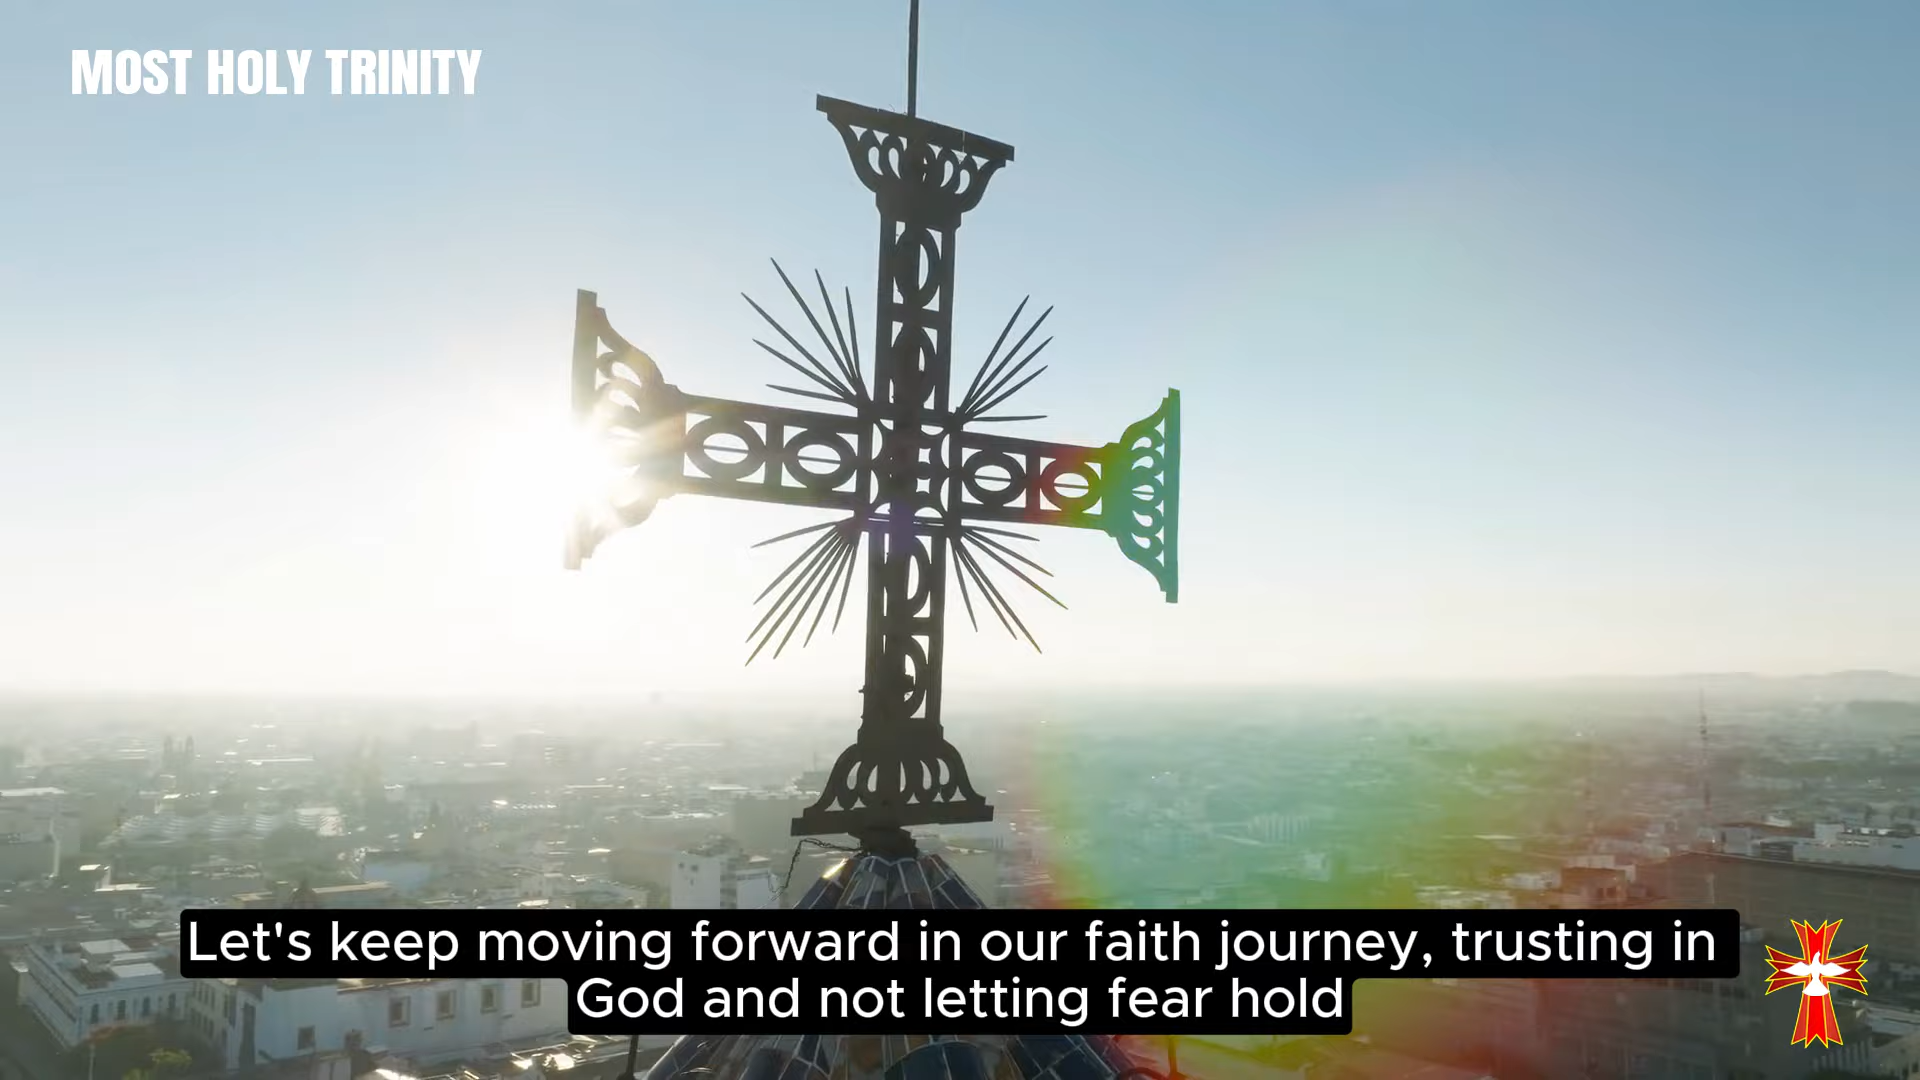 MOST HOLY TRINITY
Let's keep moving forward in our faith journey, trusting in
God and not letting fear hold